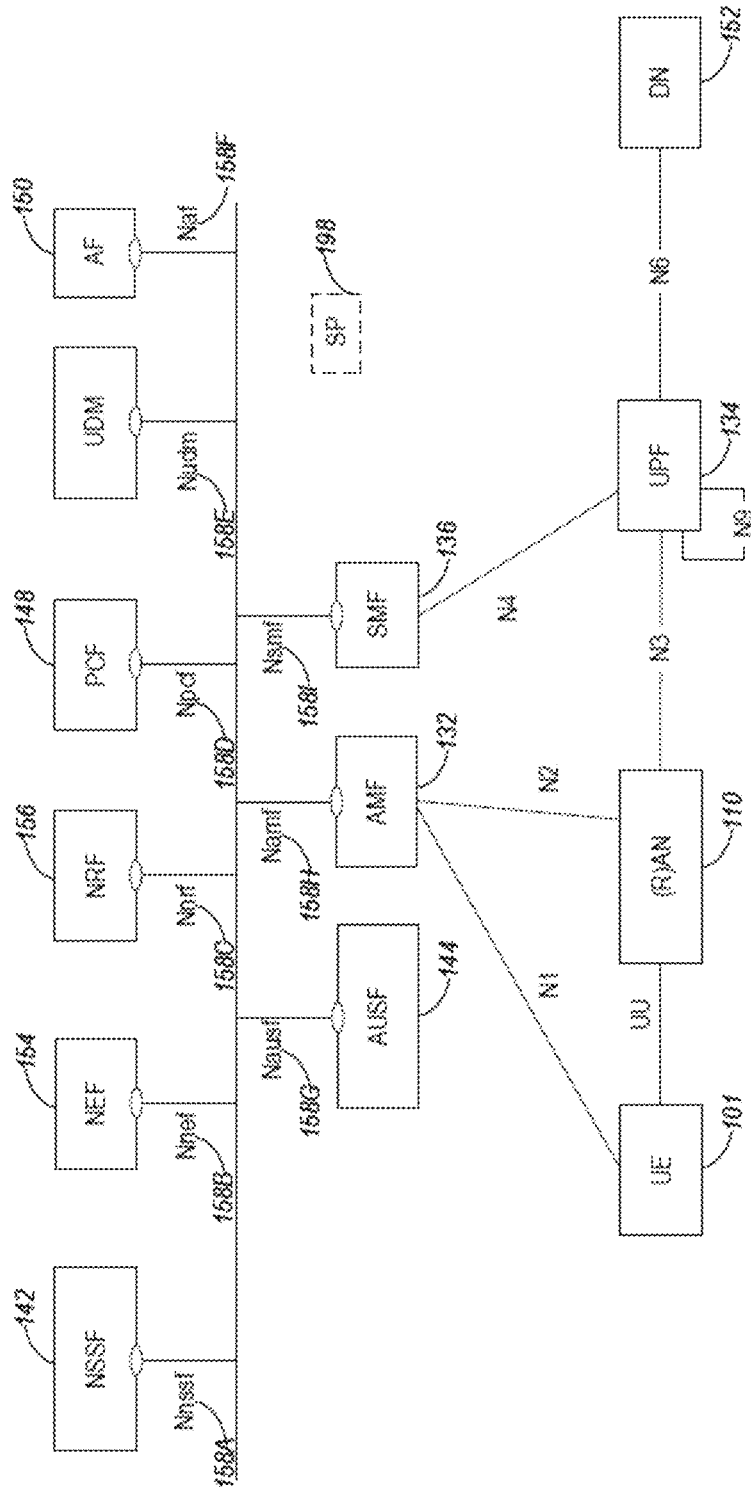 142
154
156
148
150
NSSF
NEF
NRF
PCF
UDM
AF
Nnssf
Nnef
Nnrf
Npcf
Nudm
Naf
158A
158B
158C
158D
158E
158F
Nausf
Namf
Nsmf
158G
158H
158I
198
SP
AUSF
AMF
SMF
144
132
136
N1
N2
N4
UE
UU
(R)AN
N3
UPF
N6
DN
101
110
134
152
N9